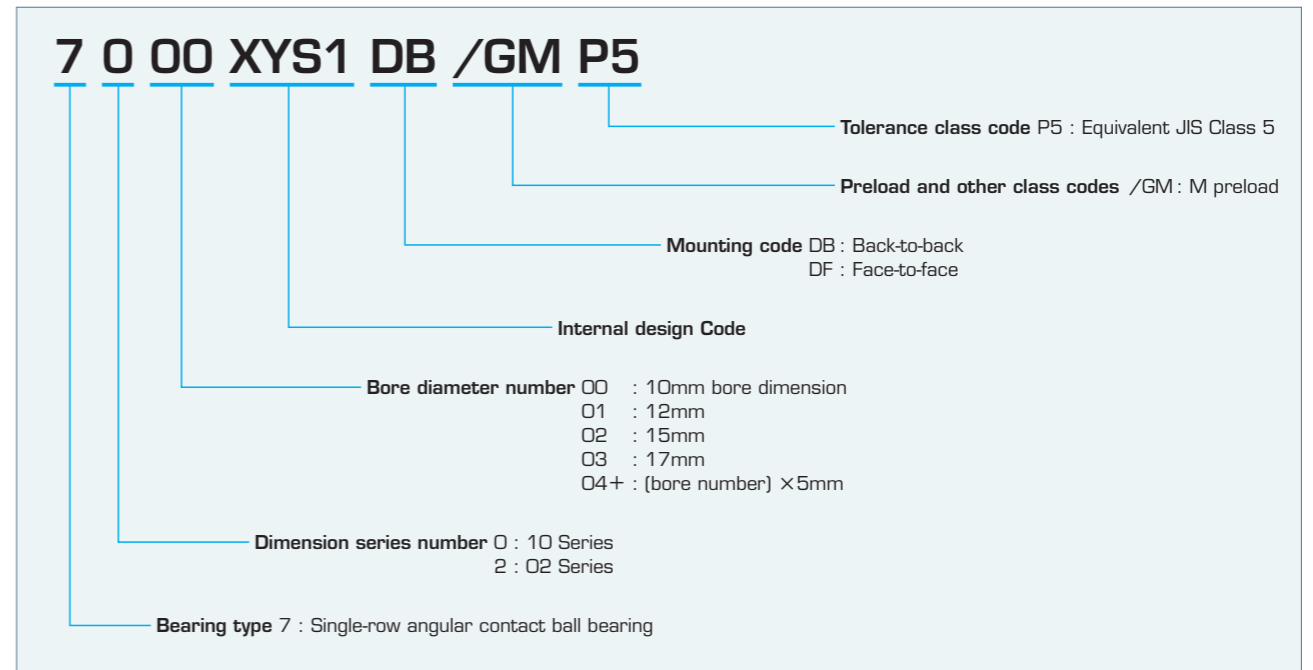 7 0 00 XYS1 DB /GM P5
Tolerance class code P5 : Equivalent JIS Class 5
Preload and other class codes /GM : M preload
Mounting code DB : Back-to-back
DF : Face-to-face
Internal design Code
Bore diameter number 00 : 10mm bore dimension
01 : 12mm
02 : 15mm
03 : 17mm
04+ : (bore number) ×5mm
Dimension series number 0 : 10 Series
2 : 02 Series
Bearing type 7 : Single-row angular contact ball bearing